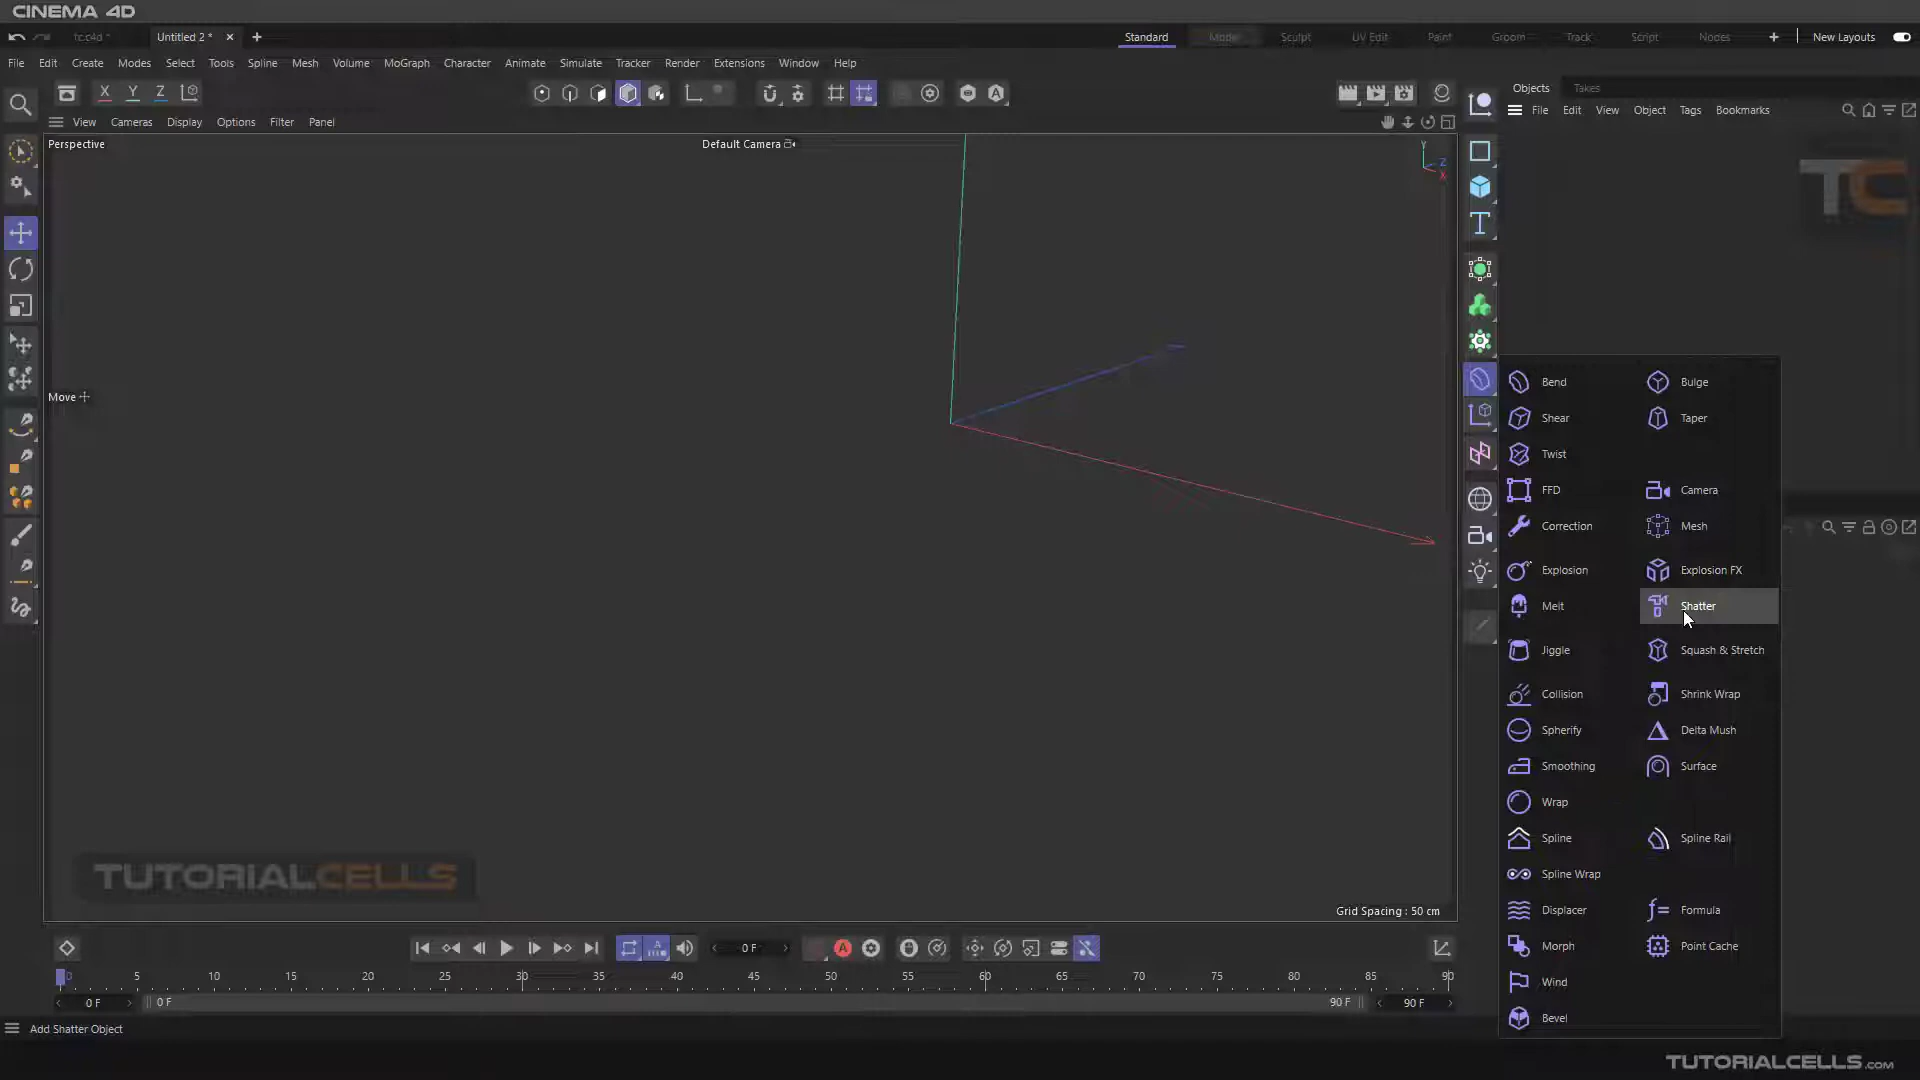 CINEMA 4D
fc.c4d *
Untitled 2 *
Standard
Model
Sculpt
UV Edit
Paint
Groom
Track
Script
Nodes
New Layouts
File Edit Create Modes Select Tools Spline Mesh Volume MoGraph Character Animate Simulate Tracker Render Extensions Window Help
X Y Z
Objects
Takes
View Cameras Display Options Filter Panel
File Edit View Object Tags Bookmarks
Perspective
Default Camera
Y
Z
X
TC
Move
Bend
Bulge
Shear
Taper
Twist
FFD
Camera
Correction
Mesh
Explosion
Explosion FX
Melt
Shatter
Jiggle
Squash & Stretch
Collision
Shrink Wrap
Spherify
Delta Mush
Smoothing
Surface
Wrap
Spline
Spline Rail
Spline Wrap
Displacer
Formula
Morph
Point Cache
Wind
Bevel
TUTORIALCELLS
Grid Spacing : 50 cm
0 F
0 5 10 15 20 25 30 35 40 45 50 55 60 65 70 75 80 85 90
0 F
0 F
90 F
90 F
Add Shatter Object
TUTORIALCELLS.com